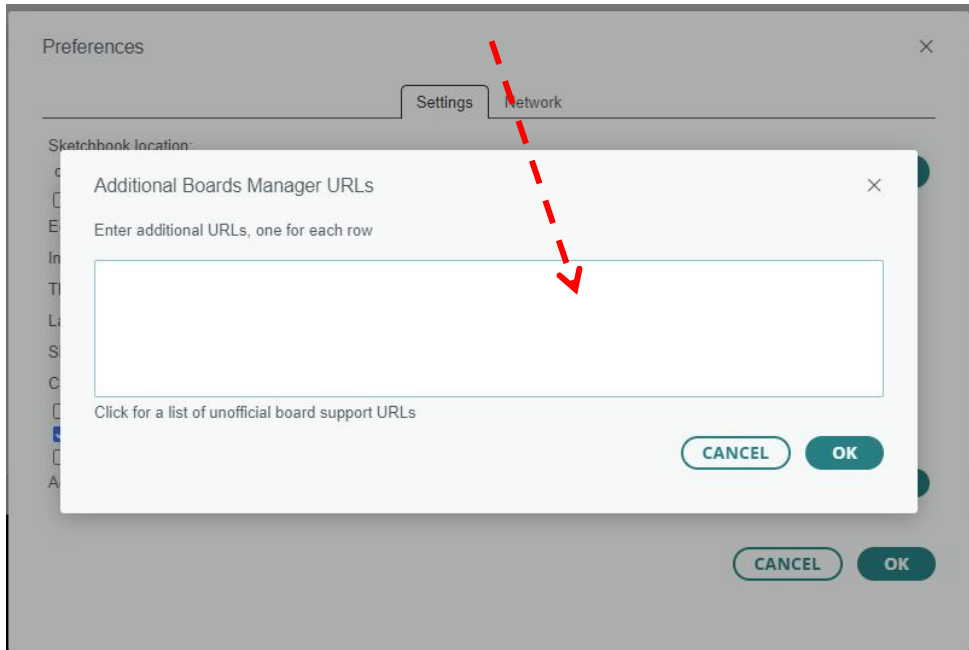 Preferences
Settings
Network
Sketchbook location:
Additional Boards Manager URLs
Enter additional URLs, one for each row
Click for a list of unofficial board support URLs
CANCEL
OK
CANCEL
OK